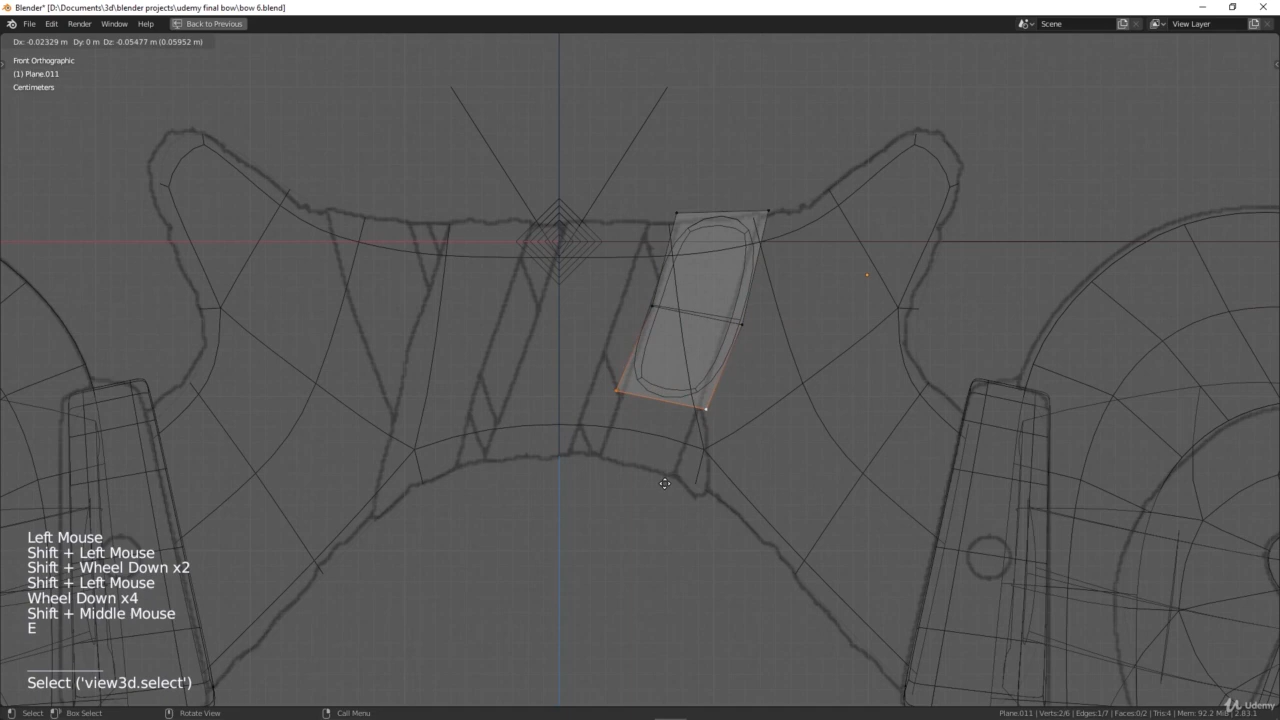 Blender* [D:\Documents\3d\blender projects\udemy final bow\bow 6.blend]
File Edit Render Window Help Back to Previous Scene View Layer
Dx: -0.02329 m   Dy: 0 m   Dz: -0.05477 m (0.05952 m)
Front Orthographic
(1) Plane.011
Centimeters
Left Mouse
Shift + Left Mouse
Shift + Wheel Down x2
Shift + Left Mouse
Wheel Down x4
Shift + Middle Mouse
E
Select ('view3d.select')
Udemy
Select Box Select Rotate View Call Menu Plane.011 | Verts:2/6 | Edges:1/7 | Faces:0/2 | Tris:4 | Mem: 92.2 MiB | 2.83.1